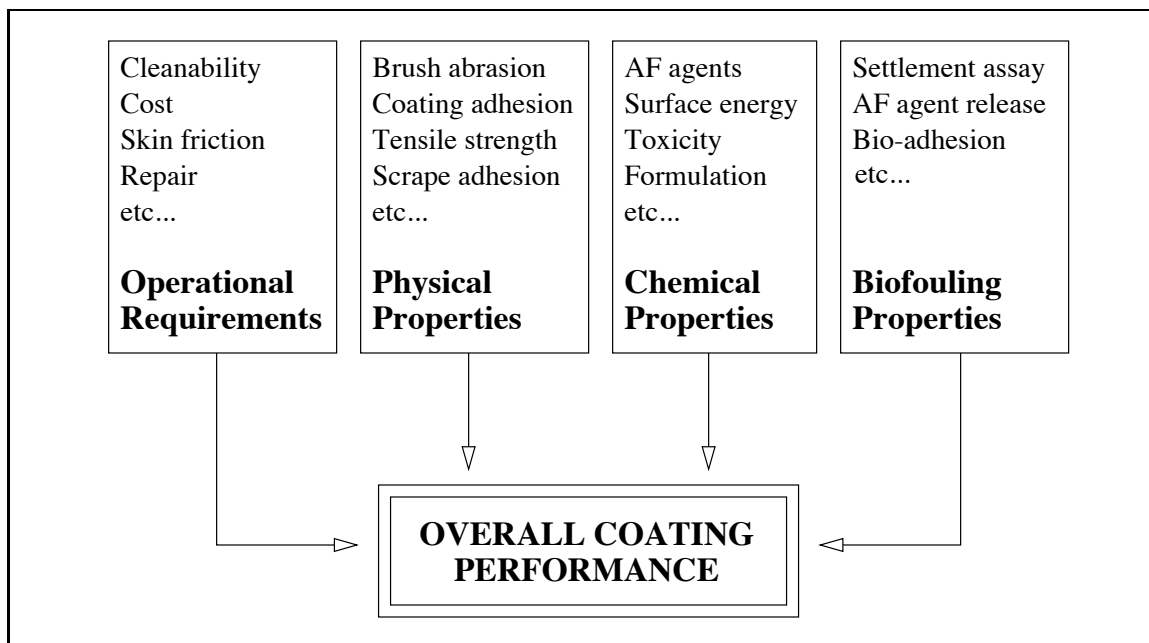 Cleanability
Cost
Skin friction
Repair
etc...
Operational
Requirements
Brush abrasion
Coating adhesion
Tensile strength
Scrape adhesion
etc...
Physical
Properties
AF agents
Surface energy
Toxicity
Formulation
etc...
Chemical
Properties
Settlement assay
AF agent release
Bio-adhesion
etc...
Biofouling
Properties
OVERALL COATING
PERFORMANCE